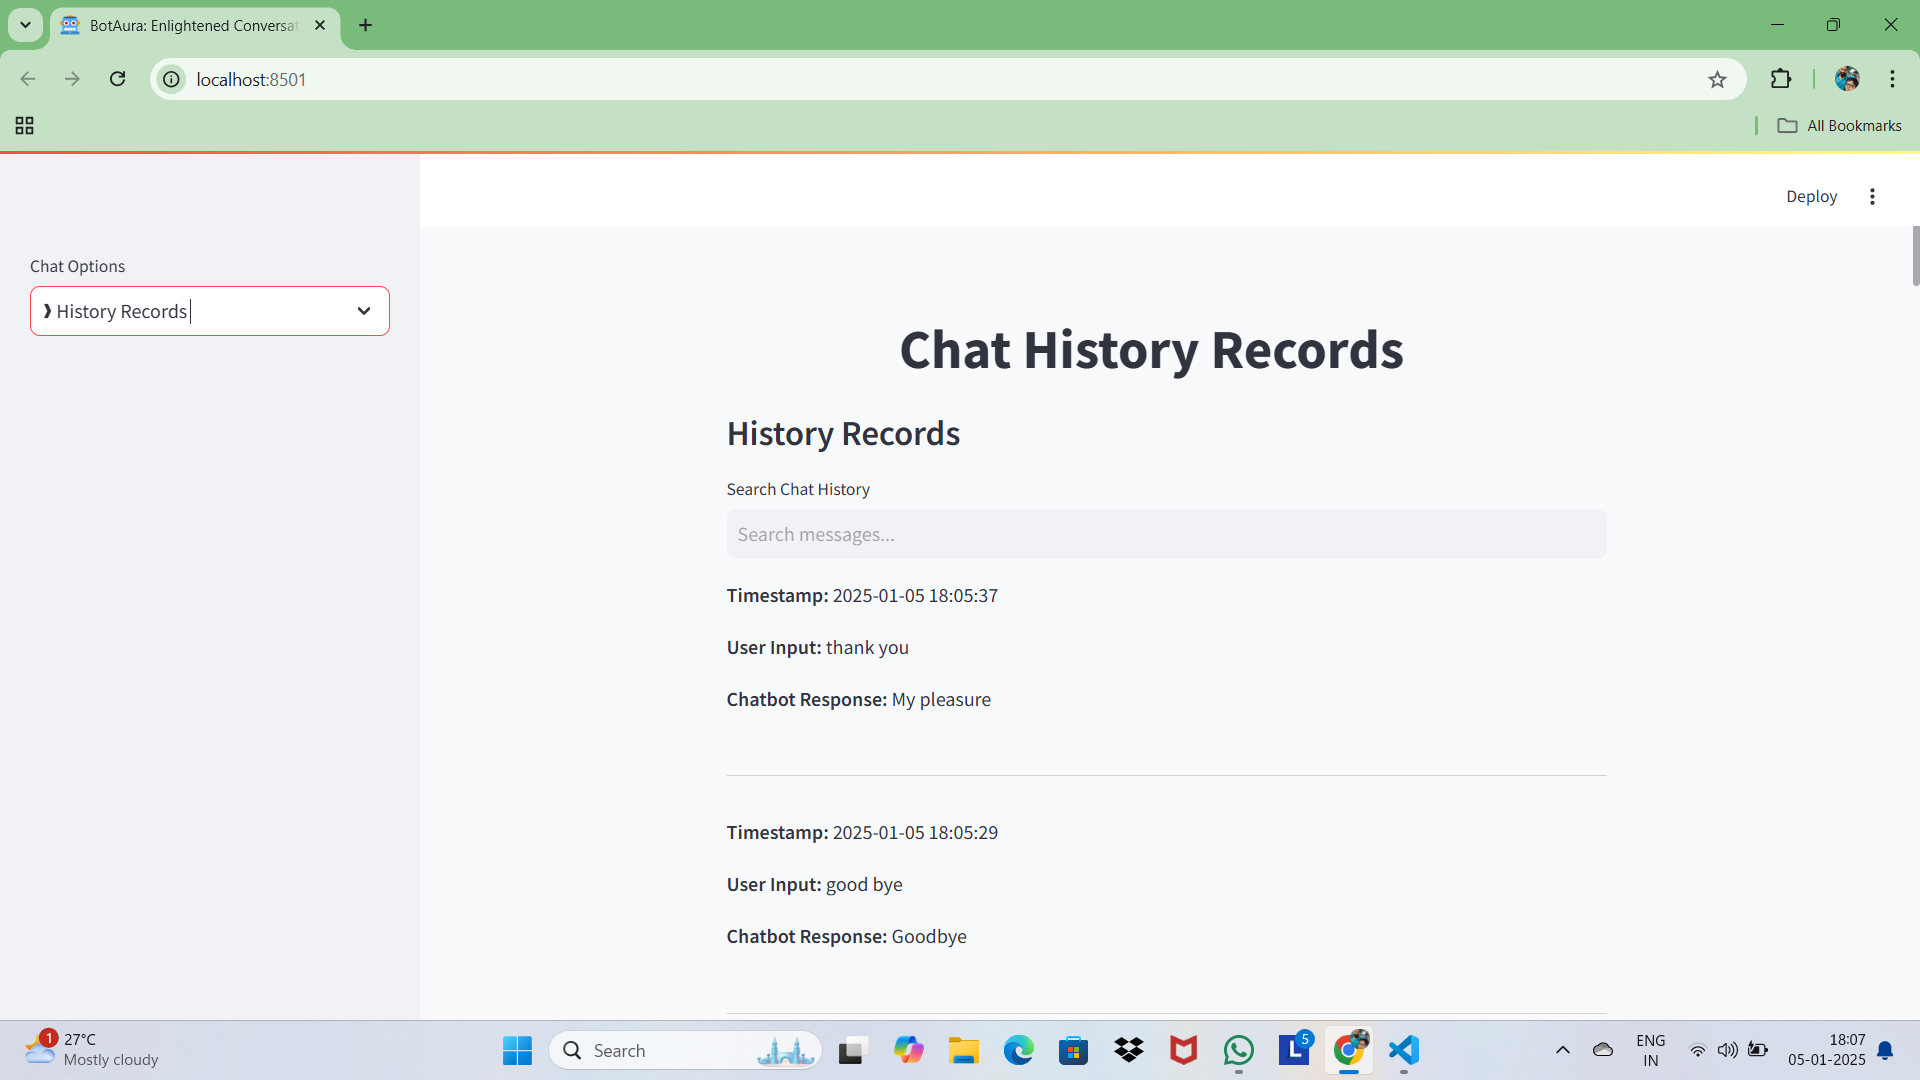 BotAura: Enlightened Conversat
localhost:8501
All Bookmarks
Deploy
Chat Options
❱ History Records
Chat History Records
History Records
Search Chat History
Search messages...
Timestamp: 2025-01-05 18:05:37
User Input: thank you
Chatbot Response: My pleasure
Timestamp: 2025-01-05 18:05:29
User Input: good bye
Chatbot Response: Goodbye
1
27°C
Mostly cloudy
Search
L
5
ENG
IN
18:07
05-01-2025